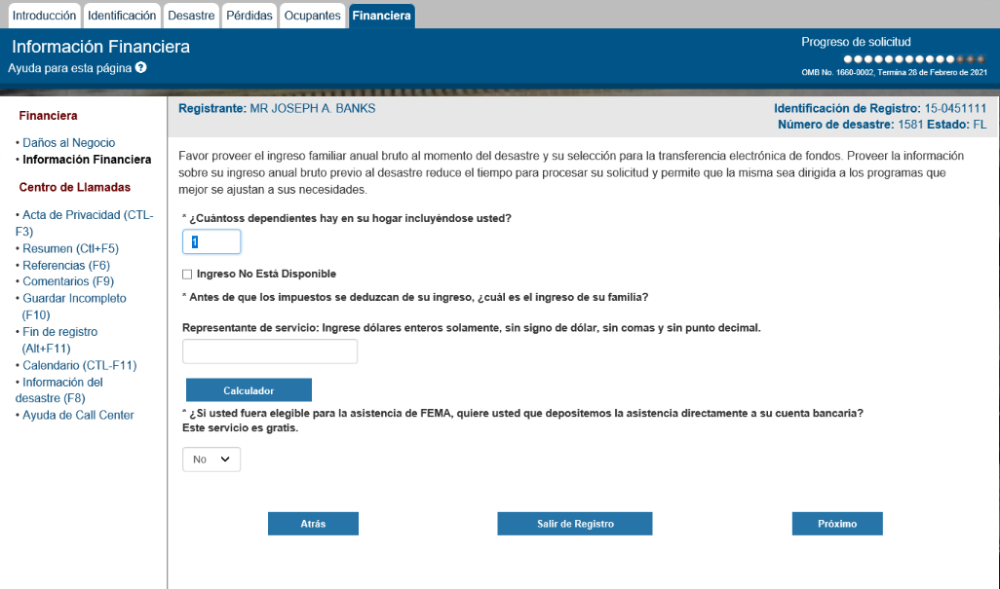 Introducción Identificación Desastre Pérdidas Ocupantes Financiera
Información Financiera
Ayuda para esta página ?
Progreso de solicitud
OMB No. 1660-0002, Termina 28 de Febrero de 2021
Financiera
• Daños al Negocio
• Información Financiera
Centro de Llamadas
• Acta de Privacidad (CTL-
F3)
• Resumen (Ctl+F5)
• Referencias (F6)
• Comentarios (F9)
• Guardar Incompleto
(F10)
• Fin de registro
(Alt+F11)
• Calendario (CTL-F11)
• Información del
desastre (F8)
• Ayuda de Call Center
Registrante: MR JOSEPH A. BANKS
Identificación de Registro: 15-0451111
Número de desastre: 1581 Estado: FL
Favor proveer el ingreso familiar anual bruto al momento del desastre y su selección para la transferencia electrónica de fondos. Proveer la información
sobre su ingreso anual bruto previo al desastre reduce el tiempo para procesar su solicitud y permite que la misma sea dirigida a los programas que
mejor se ajustan a sus necesidades.
* ¿Cuántoss dependientes hay en su hogar incluyéndose usted?
1
Ingreso No Está Disponible
* Antes de que los impuestos se deduzcan de su ingreso, ¿cuál es el ingreso de su familia?
Representante de servicio: Ingrese dólares enteros solamente, sin signo de dólar, sin comas y sin punto decimal.
Calculador
* ¿Si usted fuera elegible para la asistencia de FEMA, quiere usted que depositemos la asistencia directamente a su cuenta bancaria?
Este servicio es gratis.
No
Atrás Salir de Registro Próximo